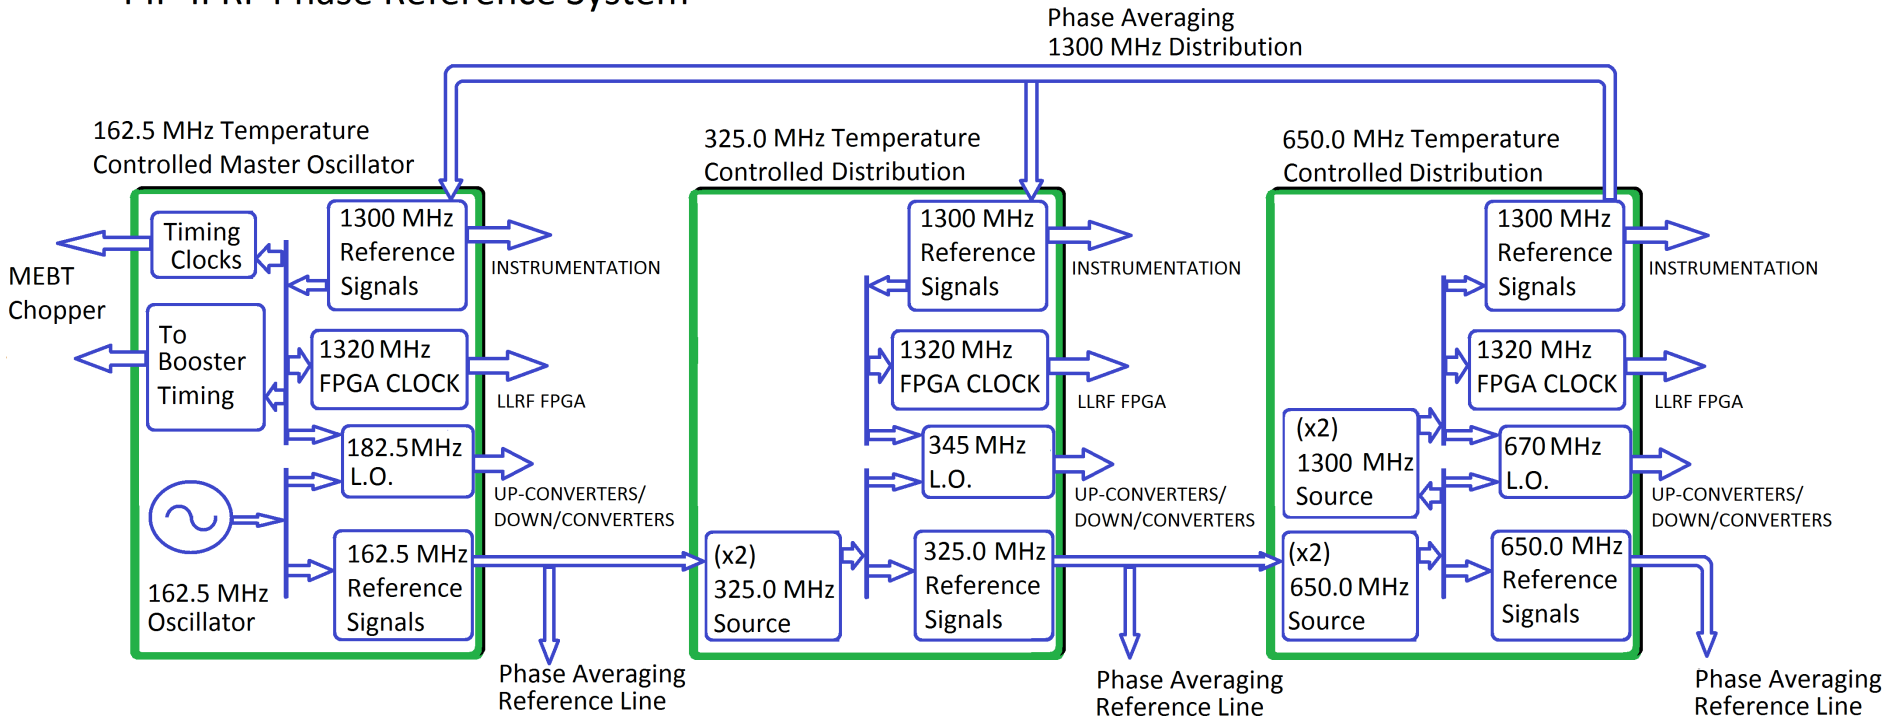 Phase Averaging
1300 MHz Distribution
162.5 MHz Temperature
Controlled Master Oscillator
325.0 MHz Temperature
Controlled Distribution
650.0 MHz Temperature
Controlled Distribution
MEBT
Chopper
Timing
Clocks
To
Booster
Timing
1300 MHz
Reference
Signals
INSTRUMENTATION
1320 MHz
FPGA CLOCK
LLRF FPGA
182.5MHz
L.O.
UP-CONVERTERS/
DOWN/CONVERTERS
162.5 MHz
Oscillator
162.5 MHz
Reference
Signals
Phase Averaging
Reference Line
1300 MHz
Reference
Signals
INSTRUMENTATION
1320 MHz
FPGA CLOCK
LLRF FPGA
345 MHz
L.O.
UP-CONVERTERS/
DOWN/CONVERTERS
(x2)
325.0 MHz
Source
325.0 MHz
Reference
Signals
Phase Averaging
Reference Line
1300 MHz
Reference
Signals
INSTRUMENTATION
1320 MHz
FPGA CLOCK
LLRF FPGA
(x2)
1300 MHz
Source
670 MHz
L.O.
UP-CONVERTERS/
DOWN/CONVERTERS
(x2)
650.0 MHz
Source
650.0 MHz
Reference
Signals
Phase Averaging
Reference Line